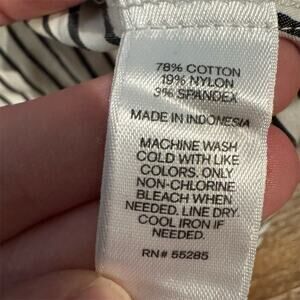 78% COTTON
19% NYLON
3% SPANDEX
MADE IN INDONESIA
MACHINE WASH
COLD WITH LIKE
COLORS. ONLY
NON-CHLORINE
BLEACH WHEN
NEEDED. LINE DRY.
COOL IRON IF
NEEDED.
RN# 55285